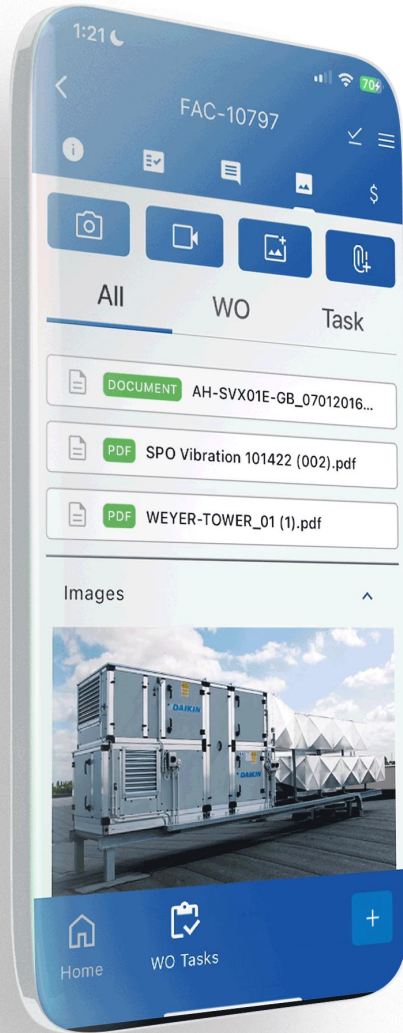 1:21
70
FAC-10797
$
All
WO
Task
DOCUMENT AH-SVX01E-GB_07012016...
PDF SPO Vibration 101422 (002).pdf
PDF WEYER-TOWER_01 (1).pdf
Images
DAIKIN
DAIKIN
Home
WO Tasks
+